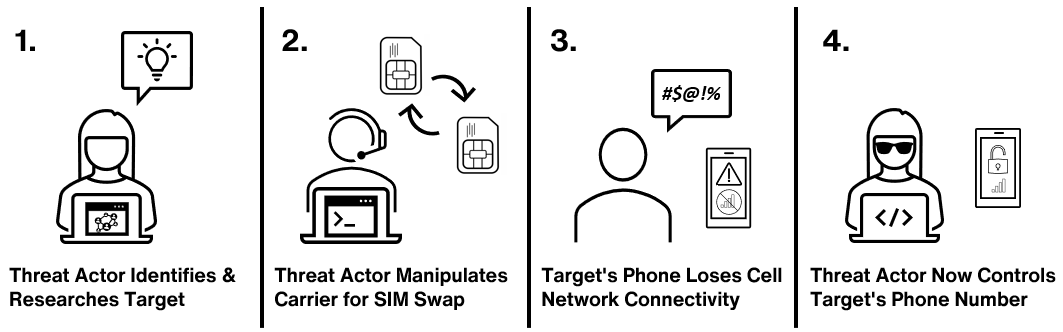 1.
Threat Actor Identifies &
Researches Target
2.
>_
Threat Actor Manipulates
Carrier for SIM Swap
3.
#$@!%
Target's Phone Loses Cell
Network Connectivity
4.
</>
Threat Actor Now Controls
Target's Phone Number